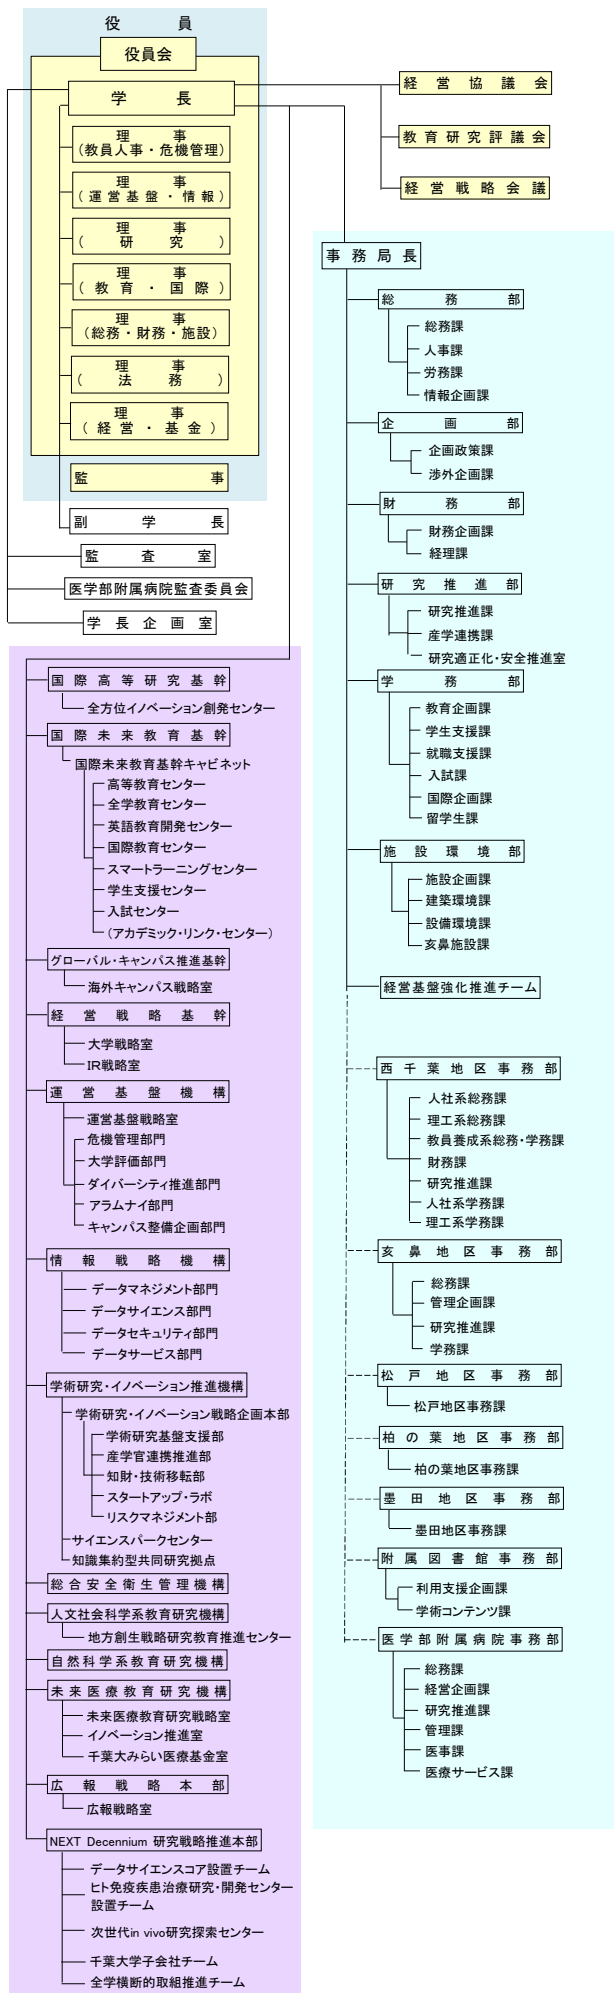 役員
役員会
学長
理事
(教員人事・危機管理)
理事
(運営基盤・情報)
理事
(研究)
理事
(教育・国際)
理事
(総務・財務・施設)
理事
(法務)
理事
(経営・基金)
監事
副学長
監査室
医学部附属病院監査委員会
学長企画室
経営協議会
教育研究評議会
経営戦略会議
国際高等研究基幹
全方位イノベーション創発センター
国際未来教育基幹
国際未来教育基幹キャビネット
高等教育センター
全学教育センター
英語教育開発センター
国際教育センター
スマートラーニングセンター
学生支援センター
入試センター
(アカデミック・リンク・センター)
グローバル・キャンパス推進基幹
海外キャンパス戦略室
経営戦略基幹
大学戦略室
IR戦略室
運営基盤機構
運営基盤戦略室
危機管理部門
大学評価部門
ダイバーシティ推進部門
アラムナイ部門
キャンパス整備企画部門
情報戦略機構
データマネジメント部門
データサイエンス部門
データセキュリティ部門
データサービス部門
学術研究・イノベーション推進機構
学術研究・イノベーション戦略企画本部
学術研究基盤支援部
産学官連携推進部
知財・技術移転部
スタートアップ・ラボ
リスクマネジメント部
サイエンスパークセンター
知識集約型共同研究拠点
総合安全衛生管理機構
人文社会科学系教育研究機構
地方創生戦略研究教育推進センター
自然科学系教育研究機構
未来医療教育研究機構
未来医療教育研究戦略室
イノベーション推進室
千葉大みらい医療基金室
広報戦略本部
広報戦略室
NEXT Decennium 研究戦略推進本部
データサイエンスコア設置チーム
ヒト免疫疾患治療研究・開発センター
設置チーム
次世代in vivo研究探索センター
千葉大学子会社チーム
全学横断的取組推進チーム
事務局長
総務部
総務課
人事課
労務課
情報企画課
企画部
企画政策課
渉外企画課
財務部
財務企画課
経理課
研究推進部
研究推進課
産学連携課
研究適正化・安全推進室
学務部
教育企画課
学生支援課
就職支援課
入試課
国際企画課
留学生課
施設環境部
施設企画課
建築環境課
設備環境課
亥鼻施設課
経営基盤強化推進チーム
西千葉地区事務部
人社系総務課
理工系総務課
教員養成系総務・学務課
財務課
研究推進課
人社系学務課
理工系学務課
亥鼻地区事務部
総務課
管理企画課
研究推進課
学務課
松戸地区事務部
松戸地区事務課
柏の葉地区事務部
柏の葉地区事務課
墨田地区事務部
墨田地区事務課
附属図書館事務部
利用支援企画課
学術コンテンツ課
医学部附属病院事務部
総務課
経営企画課
研究推進課
管理課
医事課
医療サービス課